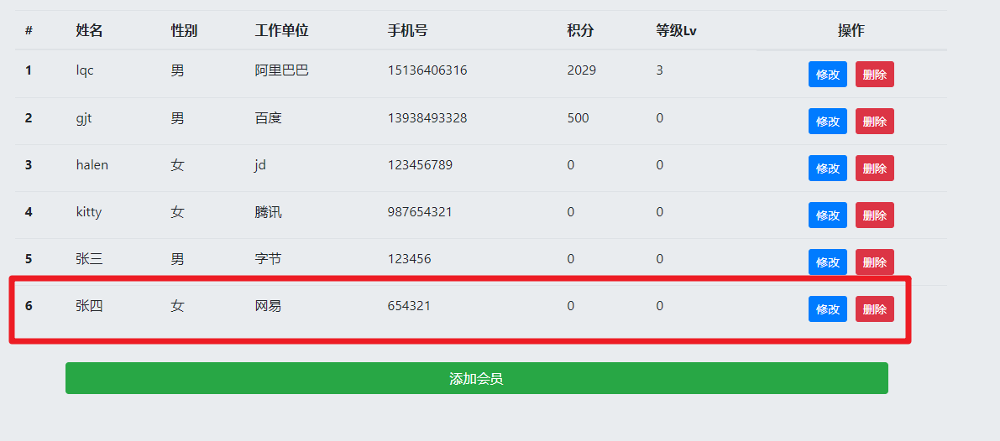 # 姓名 性别 工作单位 手机号 积分 等级Lv 操作
1 lqc 男 阿里巴巴 15136406316 2029 3 修改 删除
2 gjt 男 百度 13938493328 500 0 修改 删除
3 halen 女 jd 123456789 0 0 修改 删除
4 kitty 女 腾讯 987654321 0 0 修改 删除
5 张三 男 字节 123456 0 0 修改 删除
6 张四 女 网易 654321 0 0 修改 删除
添加会员